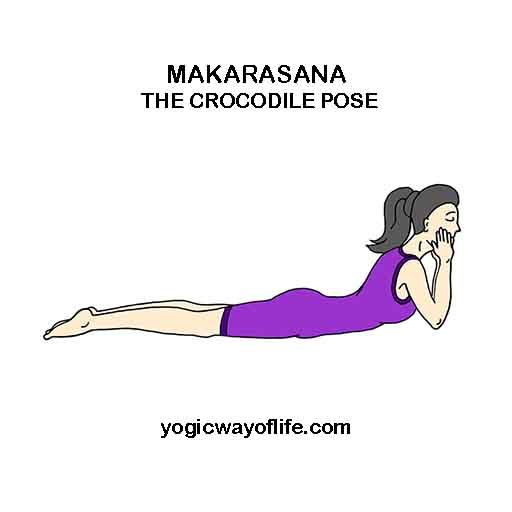 MAKARASANA
THE CROCODILE POSE
yogicwayoflife.com